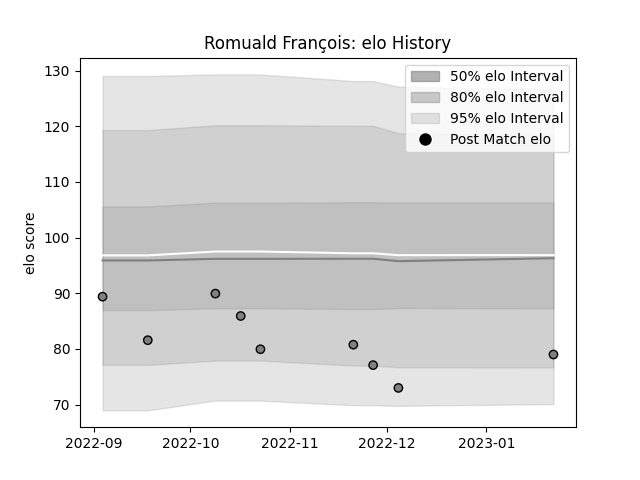 Romuald François: elo History
130
120
110
100
90
80
70
elo score
50% elo Interval
80% elo Interval
95% elo Interval
Post Match elo
2022-09
2022-10
2022-11
2022-12
2023-01